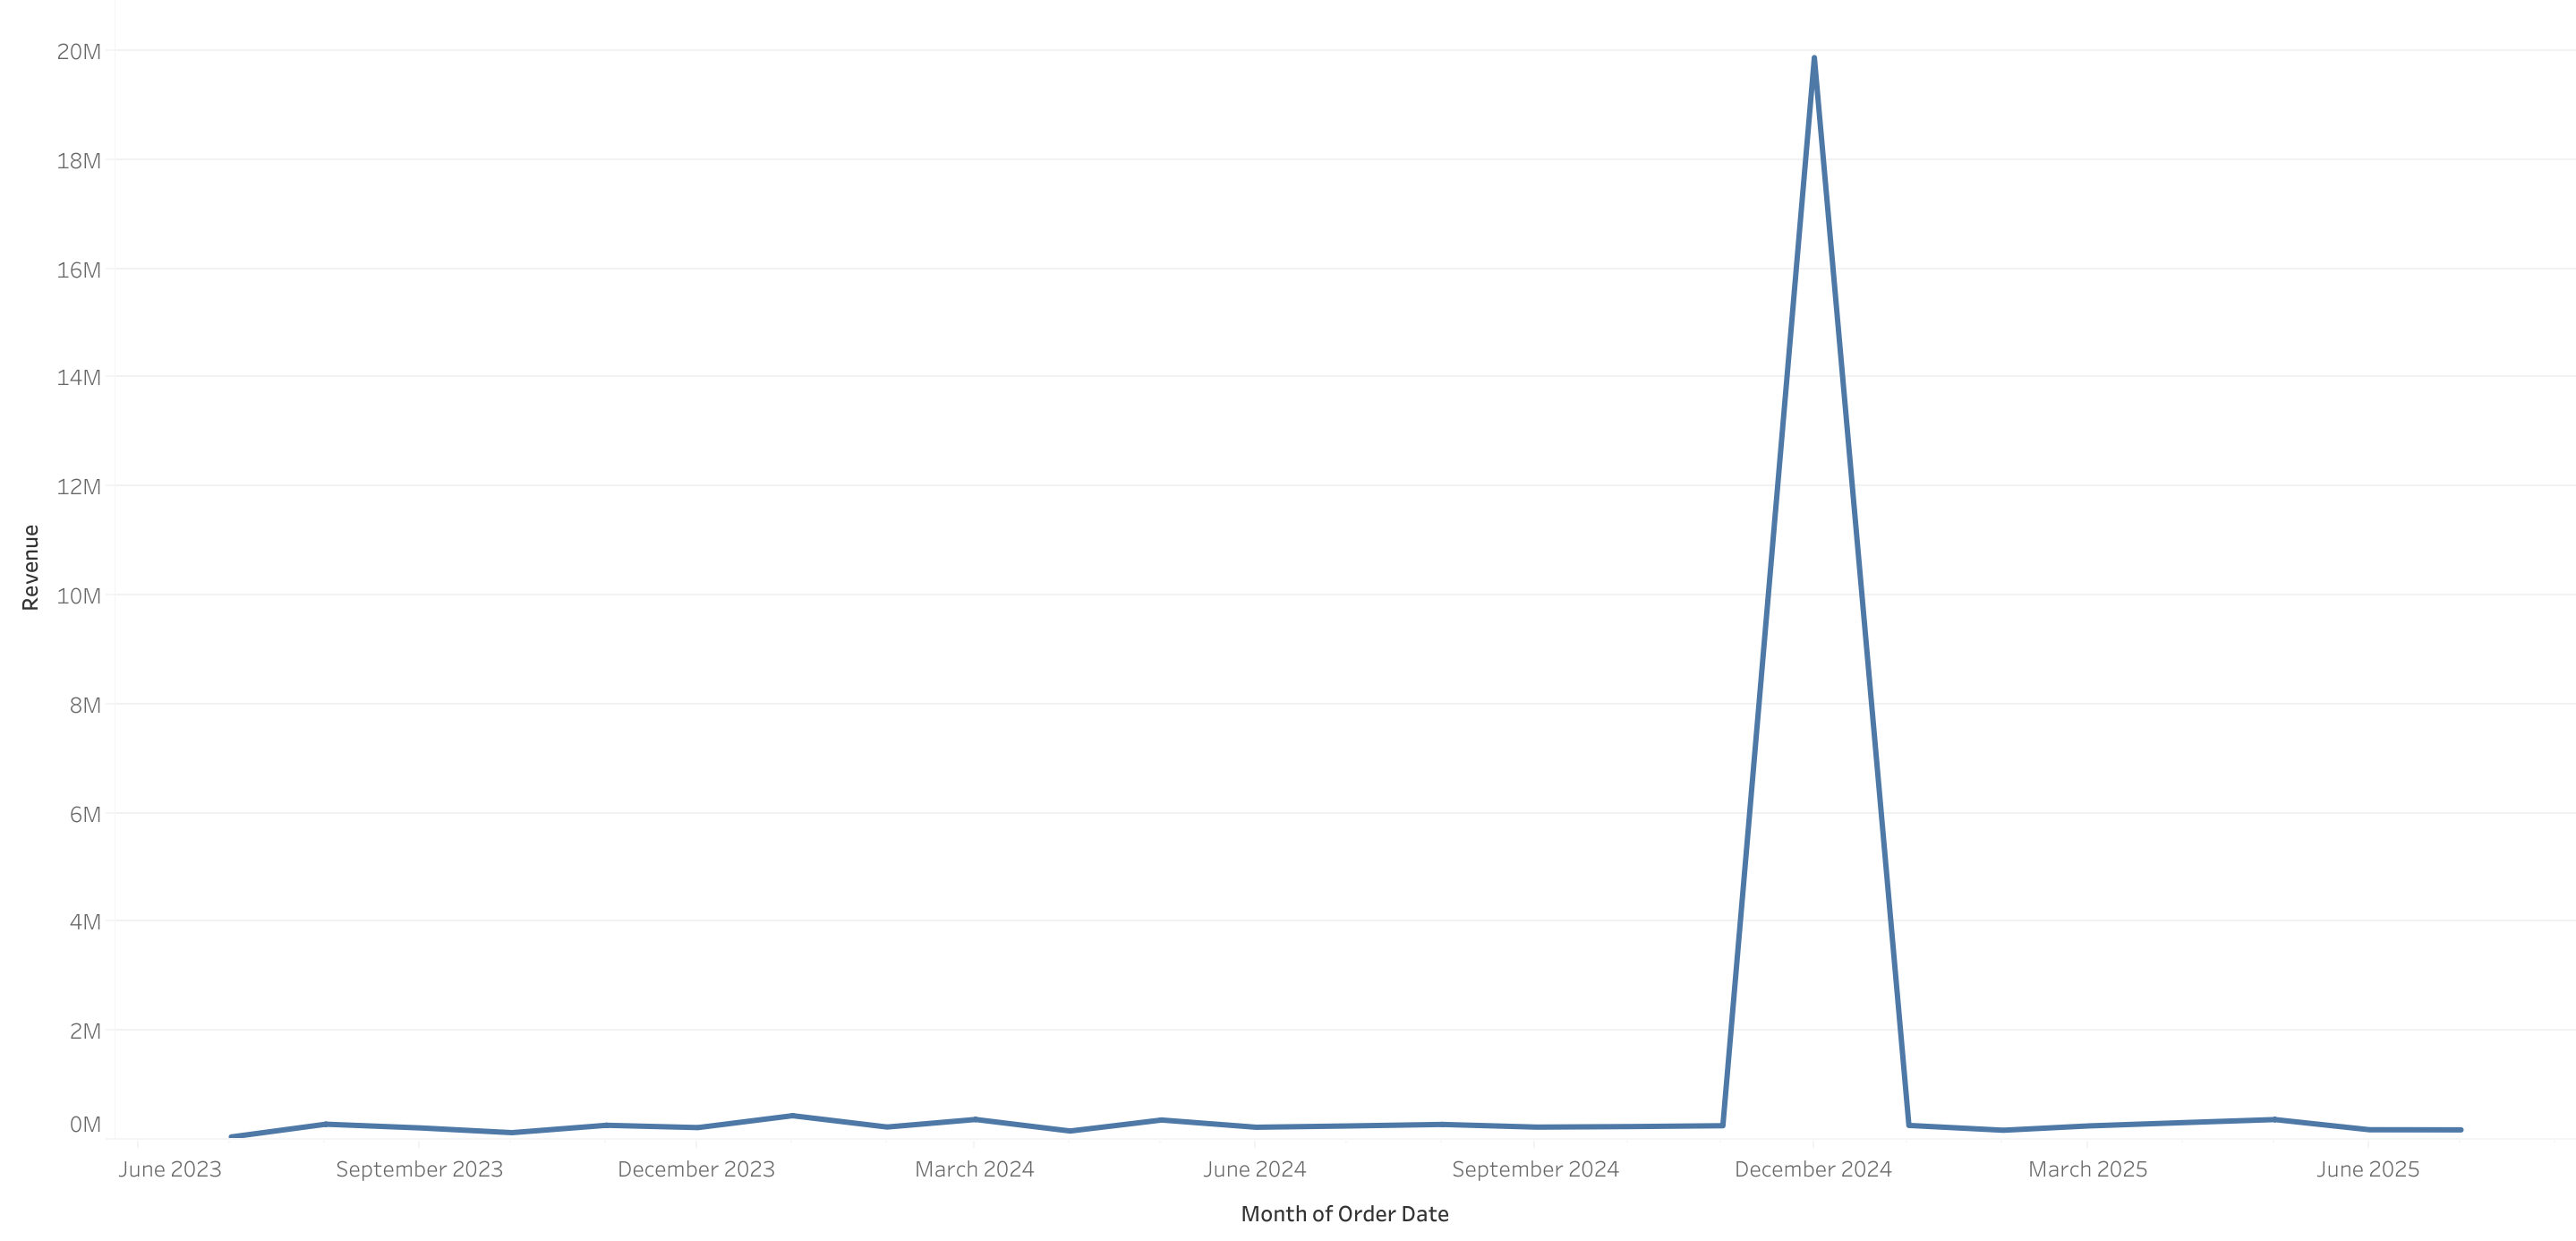 20M
18M
16M
14M
12M
10M
8M
6M
4M
2M
0M
Revenue
June 2023
September 2023
December 2023
March 2024
June 2024
September 2024
December 2024
March 2025
June 2025
Month of Order Date